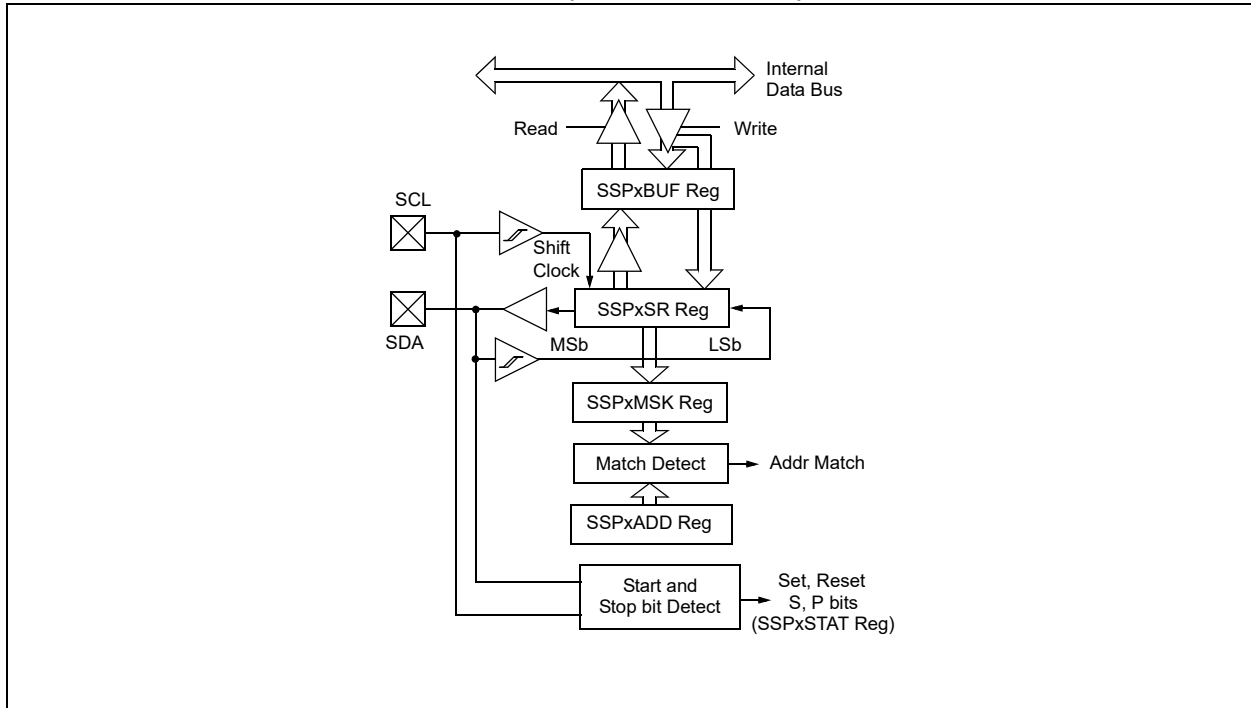 Internal
Data Bus
Read
Write
SSPxBUF Reg
SCL
Shift
Clock
SSPxSR Reg
SDA
MSb
LSb
SSPxMSK Reg
Match Detect
Addr Match
SSPxADD Reg
Start and
Stop bit Detect
Set, Reset
S, P bits
(SSPxSTAT Reg)